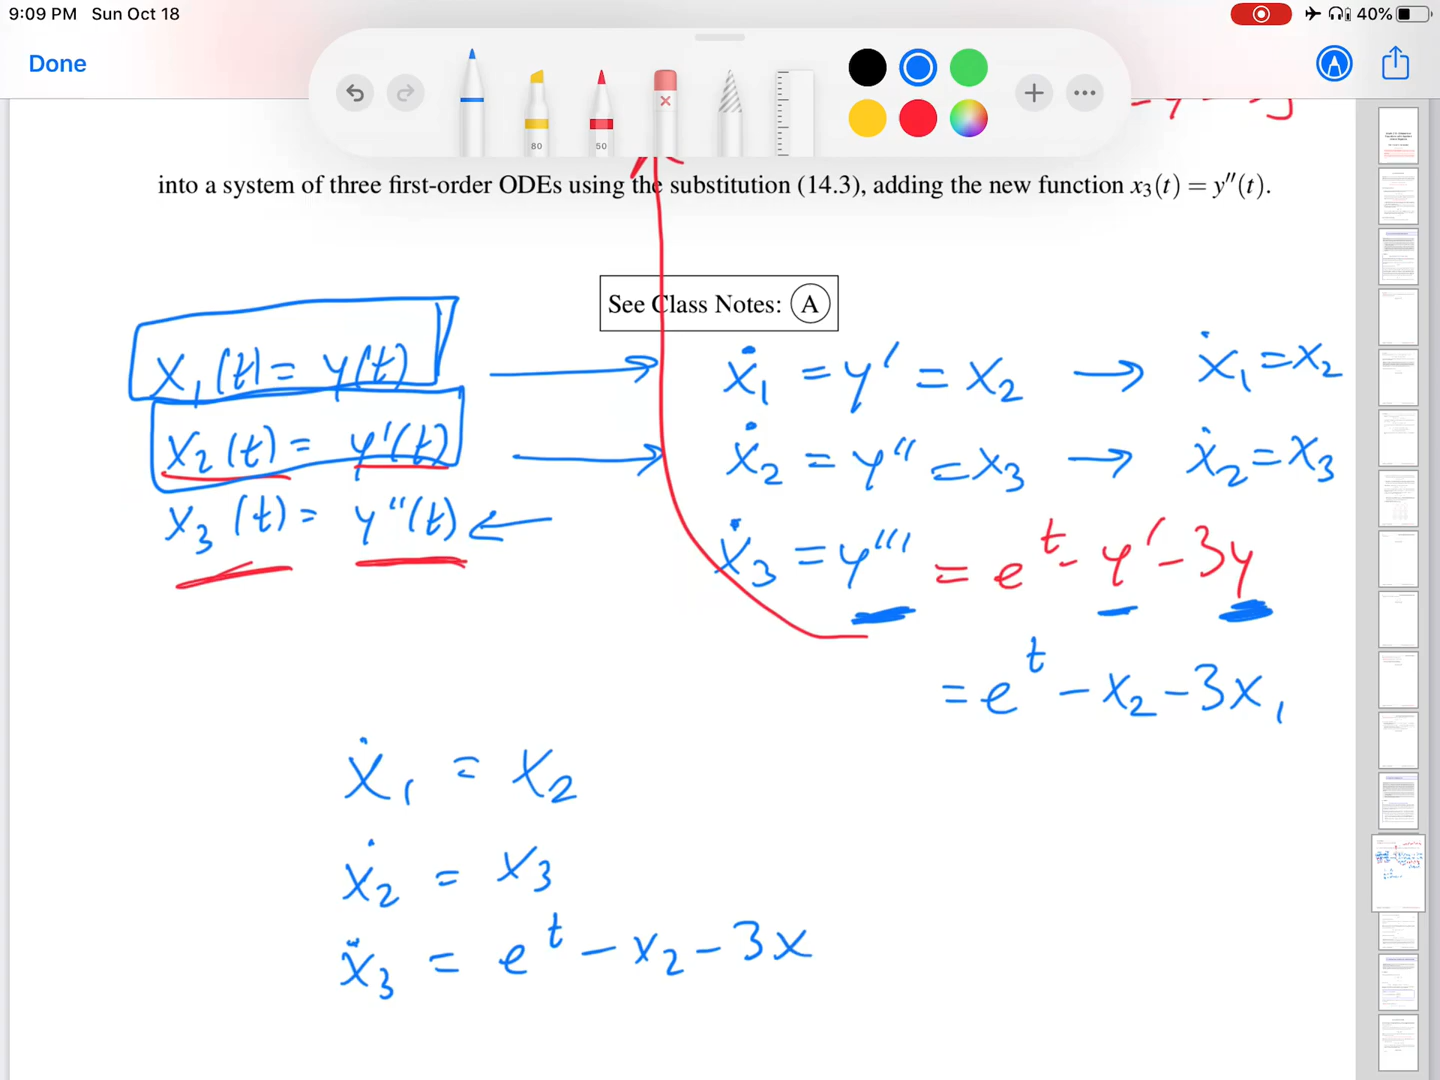 9:09 PM Sun Oct 18
40%
Done
80
50
into a system of three first-order ODEs using the substitution (14.3), adding the new function x₃(t) = y″(t).
See Class Notes: Ⓐ
x₁(t) = y(t)
ẋ₁ = y′ = x₂ → ẋ₁ = x₂
x₂(t) = y′(t)
ẋ₂ = y″ = x₃ → ẋ₂ = x₃
x₃(t) = y″(t) ←
ẋ₃ = y‴ = eᵗ - y′ - 3y
= eᵗ - x₂ - 3x₁
ẋ₁ = x₂
ẋ₂ = x₃
ẋ₃ = eᵗ - x₂ - 3x